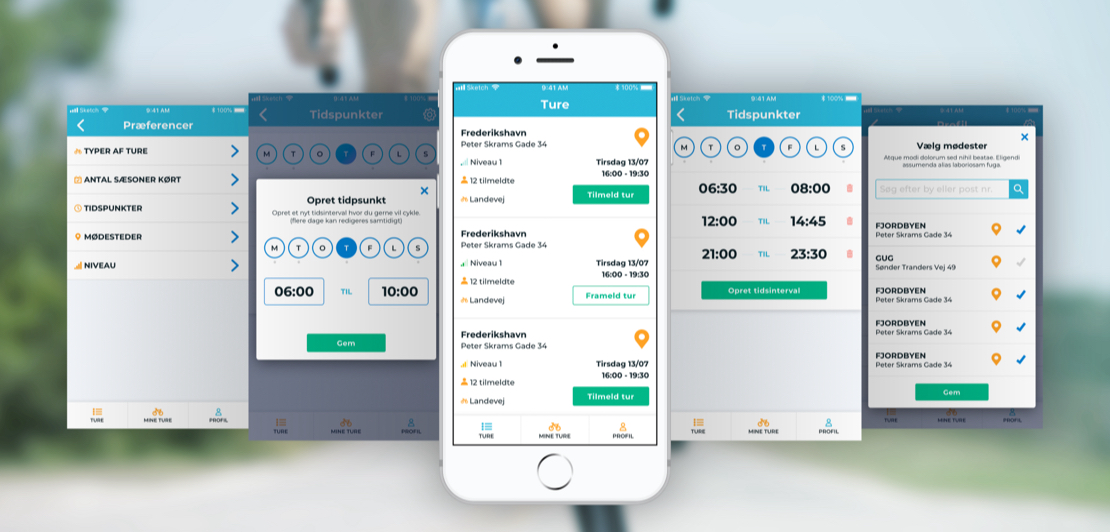 Sketch 9:41 AM 100%
Præferencer
TYPER AF TURE
ANTAL SÆSONER KØRT
TIDSPUNKTER
MØDESTEDER
NIVEAU
TURE MINE TURE PROFIL
Sketch 9:41 AM 100%
Tidspunkter
M T O T F L S
Opret tidpsunkt
Opret et nyt tidsinterval hvor du gerne vil cykle.
(flere dage kan redigeres samtidigt)
M T O T F L S
06:00 TIL 10:00
Gem
TURE MINE TURE PROFIL
Sketch 9:41 AM 100%
Ture
Frederikshavn
Peter Skrams Gade 34
Niveau 1 Tirsdag 13/07
16:00 - 19:30
12 tilmeldte
Landevej Tilmeld tur
Frederikshavn
Peter Skrams Gade 34
Niveau 1 Tirsdag 13/07
16:00 - 19:30
12 tilmeldte
Landevej Frameld tur
Frederikshavn
Peter Skrams Gade 34
Niveau 1 Tirsdag 13/07
16:00 - 19:30
12 tilmeldte
Landevej Tilmeld tur
TURE MINE TURE PROFIL
Sketch 9:41 AM 100%
Tidspunkter
M T O T F L S
06:30 TIL 08:00
12:00 TIL 14:45
21:00 TIL 23:30
Opret tidsinterval
TURE MINE TURE PROFIL
Sketch 9:41 AM 100%
Profil
Vælg mødester
Atque modi dolorum sed nihil beatae. Eligendi
assumenda alias laboriosam fuga.
Søg efter by eller post nr.
FJORDBYEN
Peter Skrams Gade 34
GUG
Sønder Tranders Vej 49
FJORDBYEN
Peter Skrams Gade 34
FJORDBYEN
Peter Skrams Gade 34
FJORDBYEN
Peter Skrams Gade 34
Gem
TURE MINE TURE PROFIL